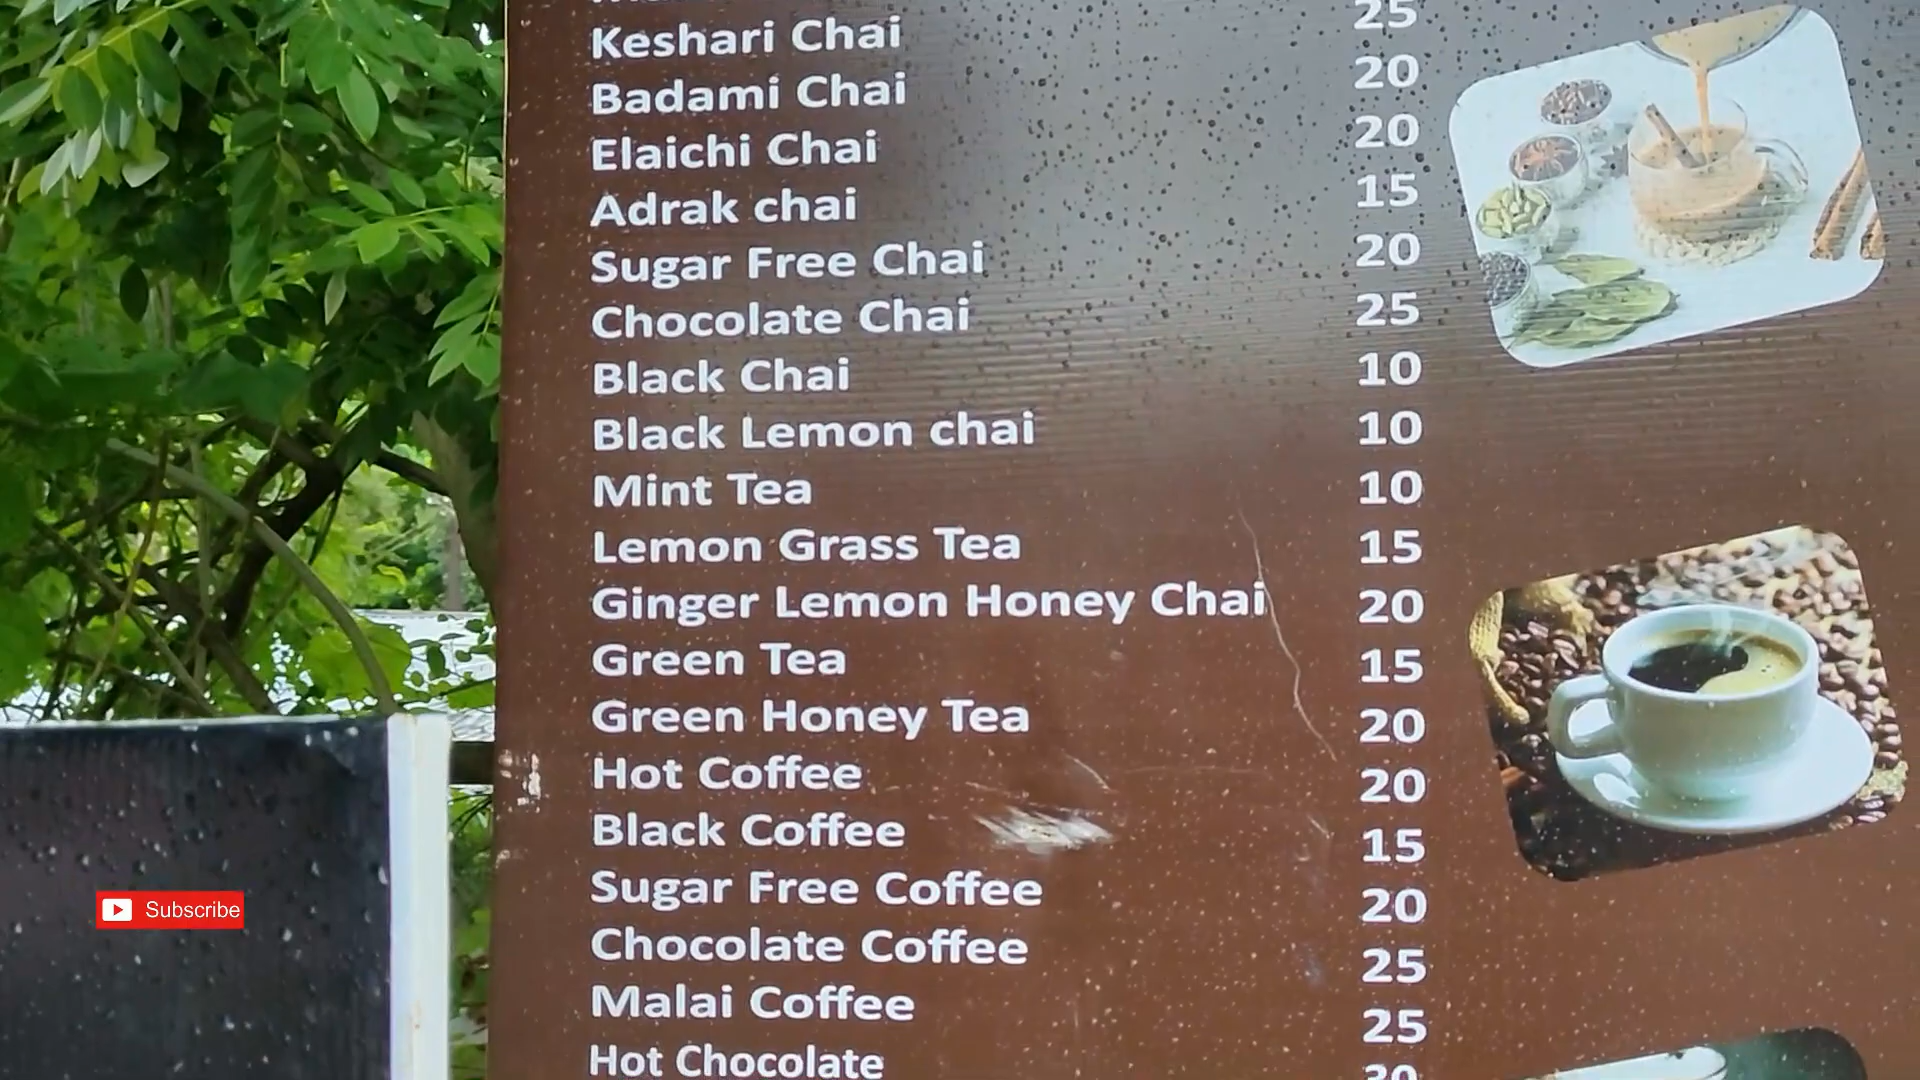 Keshari Chai 25
Badami Chai 20
Elaichi Chai 20
Adrak chai 15
Sugar Free Chai 20
Chocolate Chai 25
Black Chai 10
Black Lemon chai 10
Mint Tea 10
Lemon Grass Tea 15
Ginger Lemon Honey Chai 20
Green Tea 15
Green Honey Tea 20
Hot Coffee 20
Black Coffee 15
Sugar Free Coffee 20
Chocolate Coffee 25
Malai Coffee 25
Hot Chocolate
Subscribe